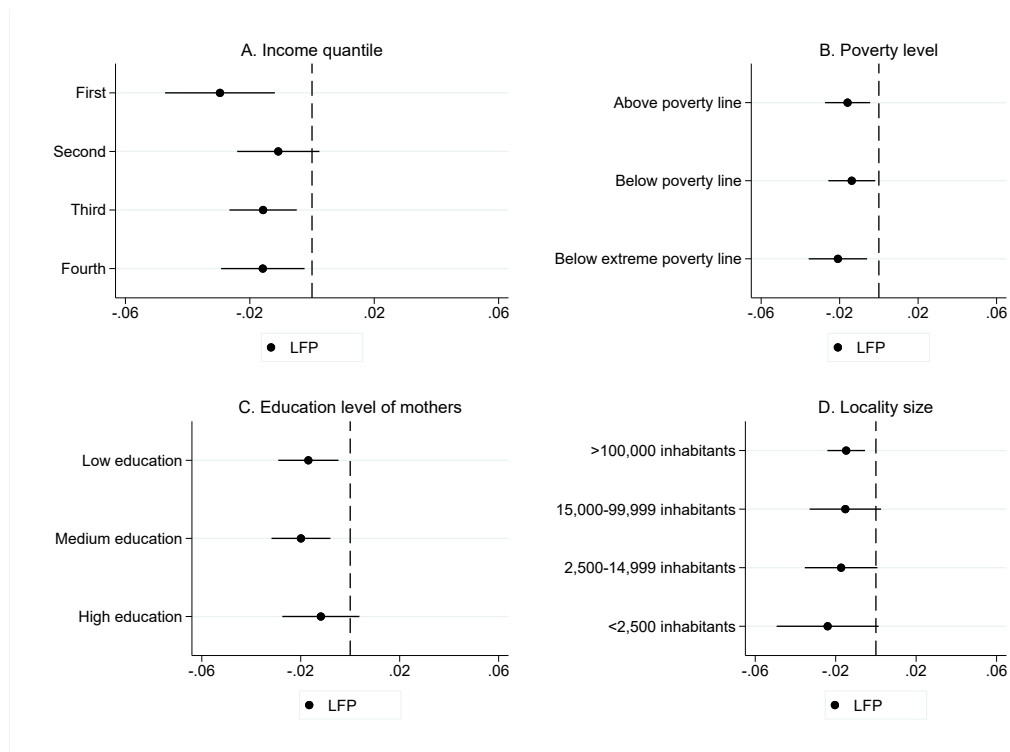 A. Income quantile
First
Second
Third
Fourth
-.06 -.02 .02 .06
LFP
B. Poverty level
Above poverty line
Below poverty line
Below extreme poverty line
-.06 -.02 .02 .06
LFP
C. Education level of mothers
Low education
Medium education
High education
-.06 -.02 .02 .06
LFP
D. Locality size
>100,000 inhabitants
15,000-99,999 inhabitants
2,500-14,999 inhabitants
<2,500 inhabitants
-.06 -.02 .02 .06
LFP